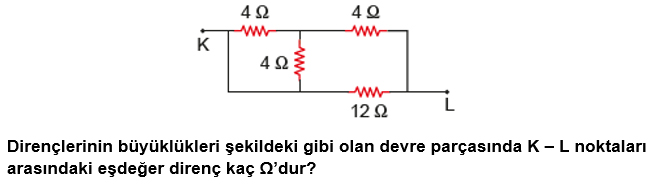 4 Ω 4 Ω
K
4 Ω
12 Ω
L
Dirençlerinin büyüklükleri şekildeki gibi olan devre parçasında K – L noktaları
arasındaki eşdeğer direnç kaç Ω’dur?